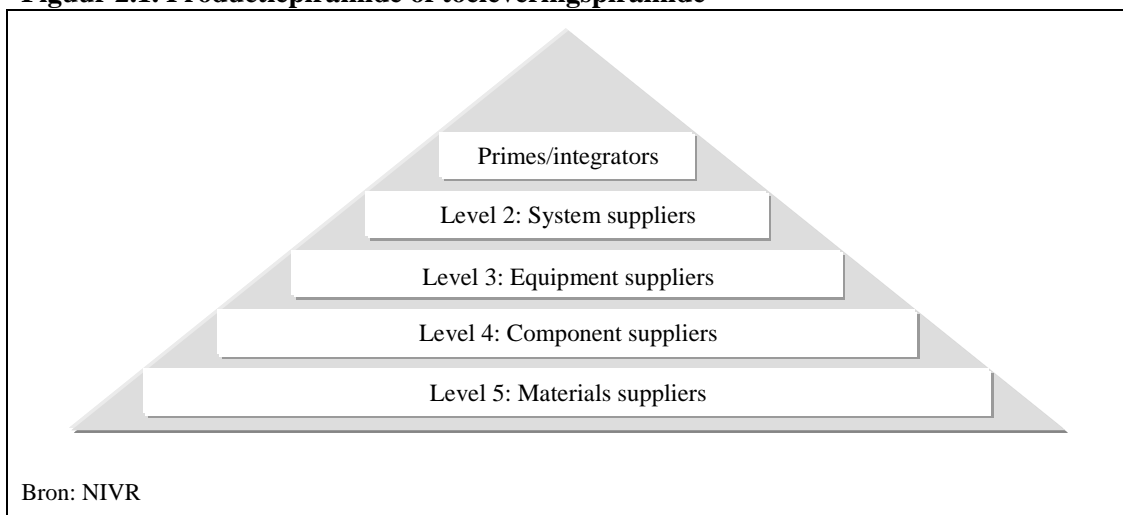 Figuur 2.1: Productiepiramide of toeleveringspiramide
Primes/integrators
Level 2: System suppliers
Level 3: Equipment suppliers
Level 4: Component suppliers
Level 5: Materials suppliers
Bron: NIVR